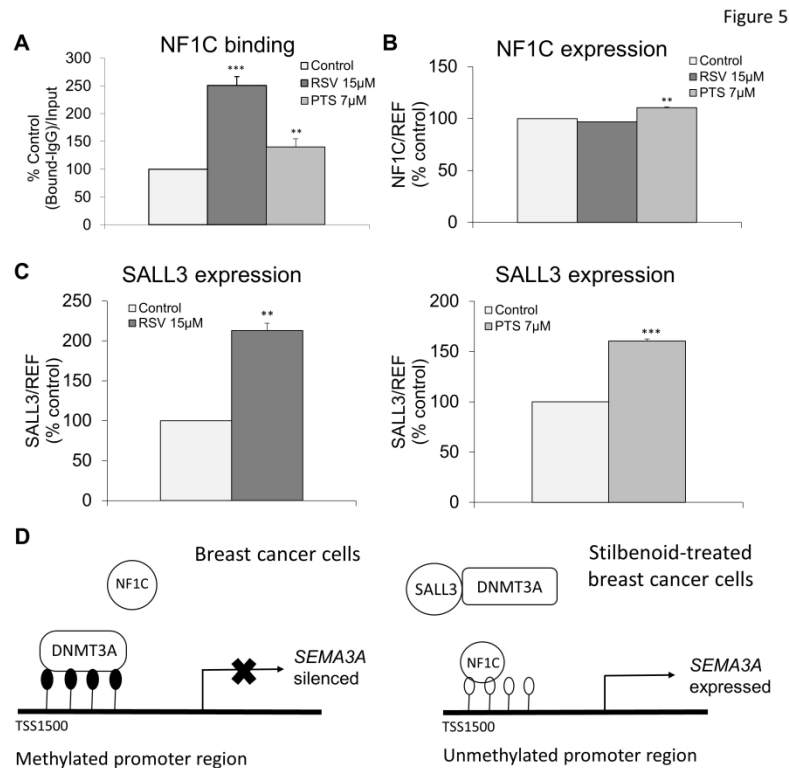 Figure 5
A
NF1C binding
% Control
(Bound-IgG)/Input
300
250
200
150
100
50
0
***
**
Control
RSV 15µM
PTS 7µM
B
NF1C expression
NF1C/REF
(% control)
150
100
50
0
**
Control
RSV 15µM
PTS 7µM
C
SALL3 expression
SALL3/REF
(% control)
250
200
150
100
50
0
Control
RSV 15µM
**
SALL3 expression
SALL3/REF
(% control)
200
150
100
50
0
Control
PTS 7µM
***
D
Breast cancer cells
NF1C
DNMT3A
SEMA3A
silenced
TSS1500
Methylated promoter region
Stilbenoid-treated
breast cancer cells
SALL3
DNMT3A
NF1C
SEMA3A
expressed
TSS1500
Unmethylated promoter region